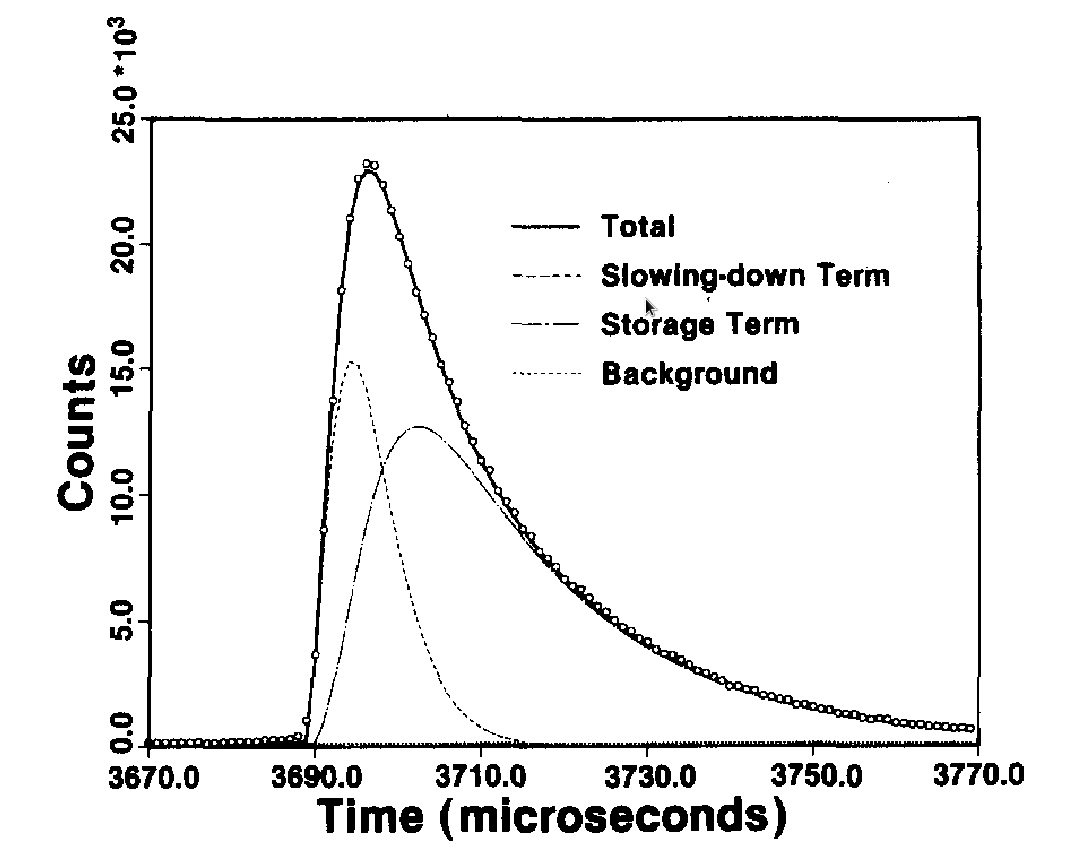 25.0 *10³
20.0
15.0
10.0
5.0
0.0
Counts
Total
Slowing-down Term
Storage Term
Background
3670.0 3690.0 3710.0 3730.0 3750.0 3770.0
Time (microseconds)